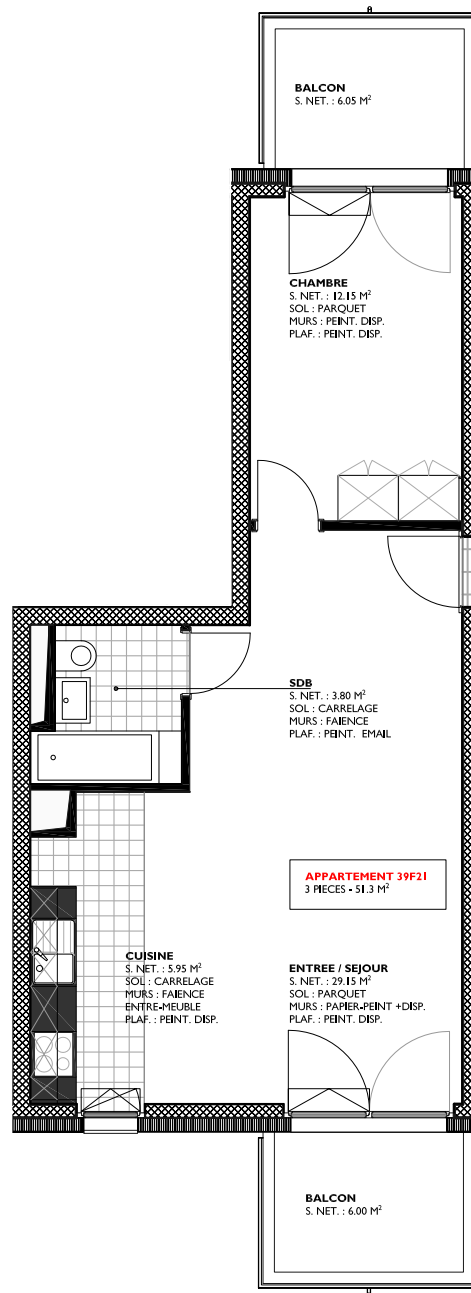 BALCON
S. NET. : 6.05 M²
CHAMBRE
S. NET. : 12.15 M²
SOL : PARQUET
MURS : PEINT. DISP.
PLAF. : PEINT. DISP.
SDB
S. NET. : 3.80 M²
SOL : CARRELAGE
MURS : FAIENCE
PLAF. : PEINT. EMAIL
APPARTEMENT 39F21
3 PIECES - 51.3 M²
CUISINE
S. NET. : 5.95 M²
SOL : CARRELAGE
MURS : FAIENCE
ENTRE-MEUBLE
PLAF. : PEINT. DISP.
ENTREE / SEJOUR
S. NET. : 29.15 M²
SOL : PARQUET
MURS : PAPIER-PEINT +DISP.
PLAF. : PEINT. DISP.
BALCON
S. NET. : 6.00 M²